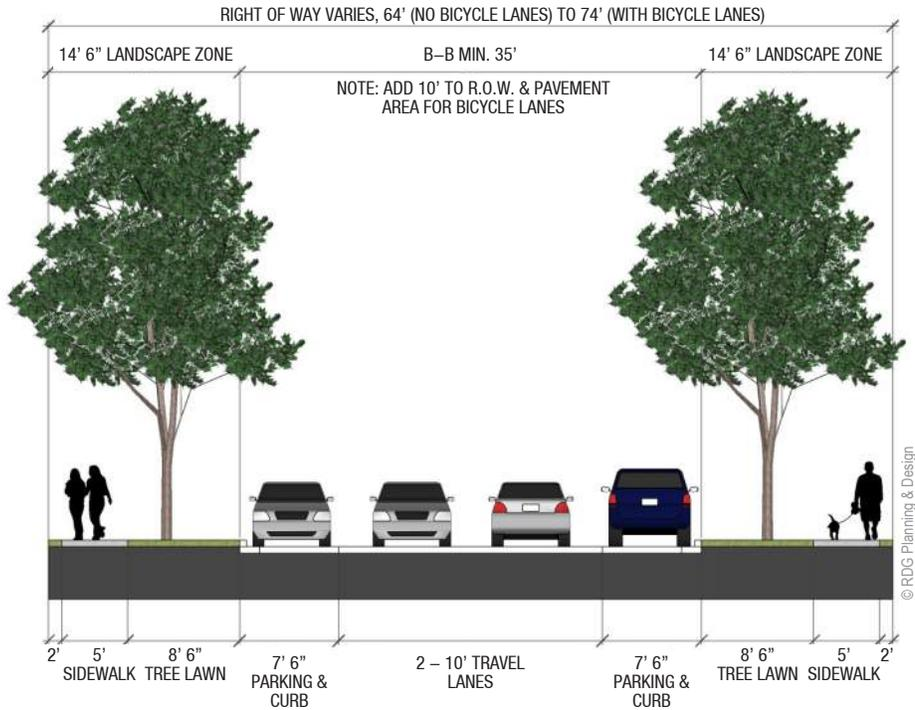 RIGHT OF WAY VARIES, 64’ (NO BICYCLE LANES) TO 74’ (WITH BICYCLE LANES)
14’ 6” LANDSCAPE ZONE
B–B MIN. 35’
14’ 6” LANDSCAPE ZONE
NOTE: ADD 10’ TO R.O.W. & PAVEMENT
AREA FOR BICYCLE LANES
© RDG Planning & Design
2’
5’
SIDEWALK
8’ 6”
TREE LAWN
7’ 6”
PARKING &
CURB
2 – 10’ TRAVEL
LANES
7’ 6”
PARKING &
CURB
8’ 6”
TREE LAWN
5’
SIDEWALK
2’